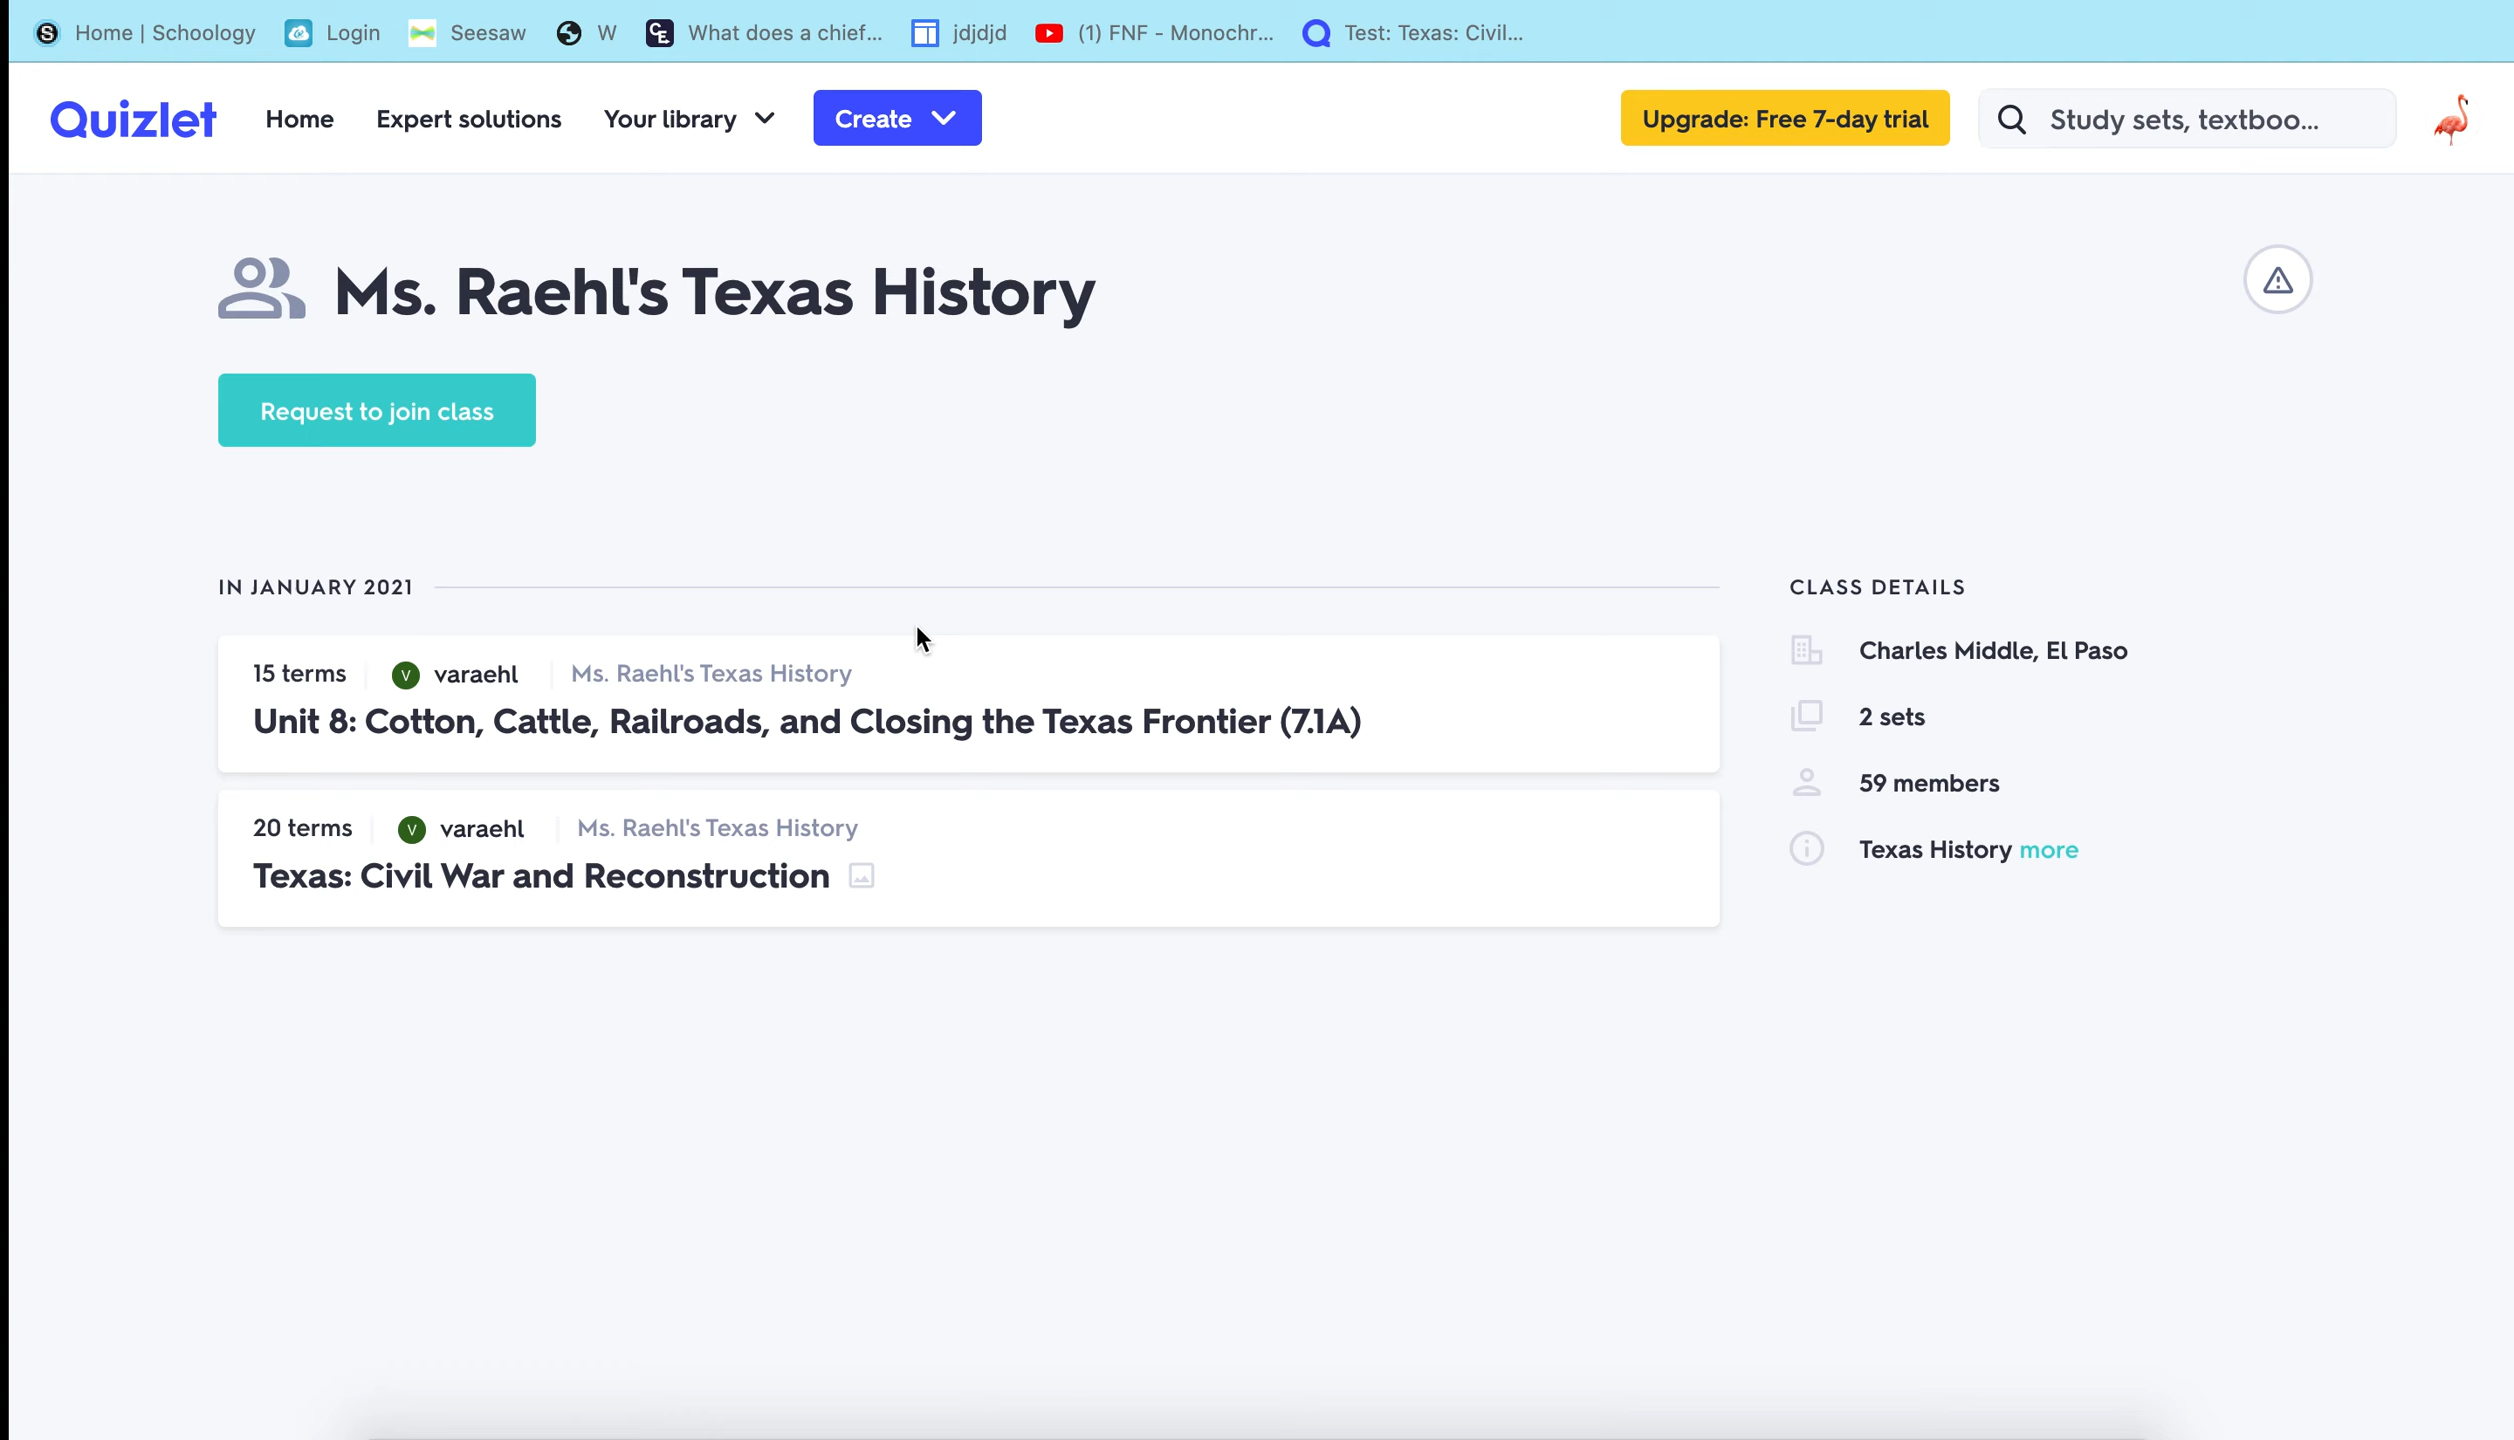 Home | Schoology Login Seesaw W CE What does a chief... jdjdjd (1) FNF - Monochr... Test: Texas: Civil...
Quizlet Home Expert solutions Your library Create Upgrade: Free 7-day trial Study sets, textboo...
Ms. Raehl's Texas History
Request to join class
IN JANUARY 2021
15 terms V varaehl Ms. Raehl's Texas History
Unit 8: Cotton, Cattle, Railroads, and Closing the Texas Frontier (7.1A)
20 terms V varaehl Ms. Raehl's Texas History
Texas: Civil War and Reconstruction
CLASS DETAILS
Charles Middle, El Paso
2 sets
59 members
Texas History more